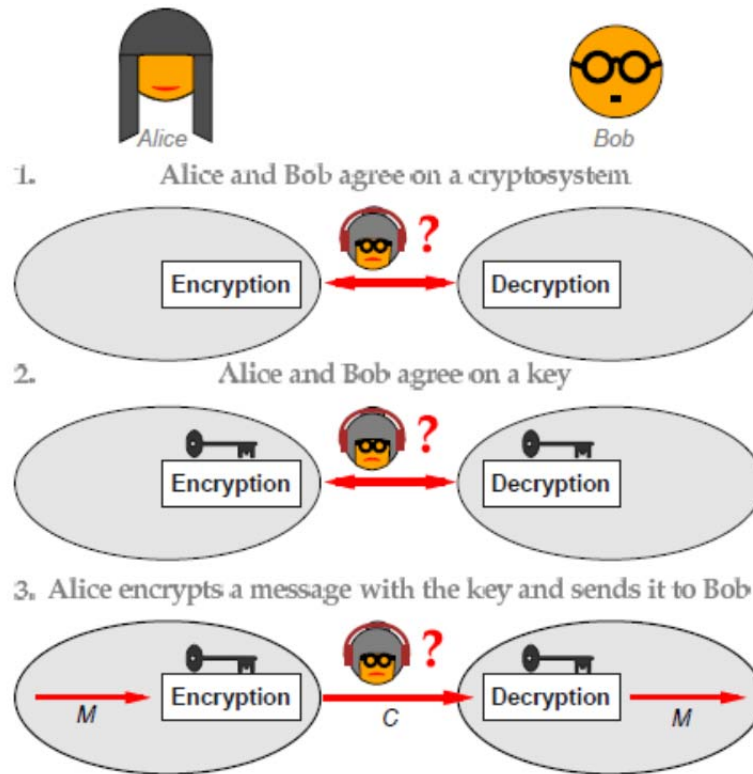 Alice Bob
1. Alice and Bob agree on a cryptosystem
?
Encryption Decryption
2. Alice and Bob agree on a key
?
Encryption Decryption
3. Alice encrypts a message with the key and sends it to Bob
?
Encryption Decryption
M C M